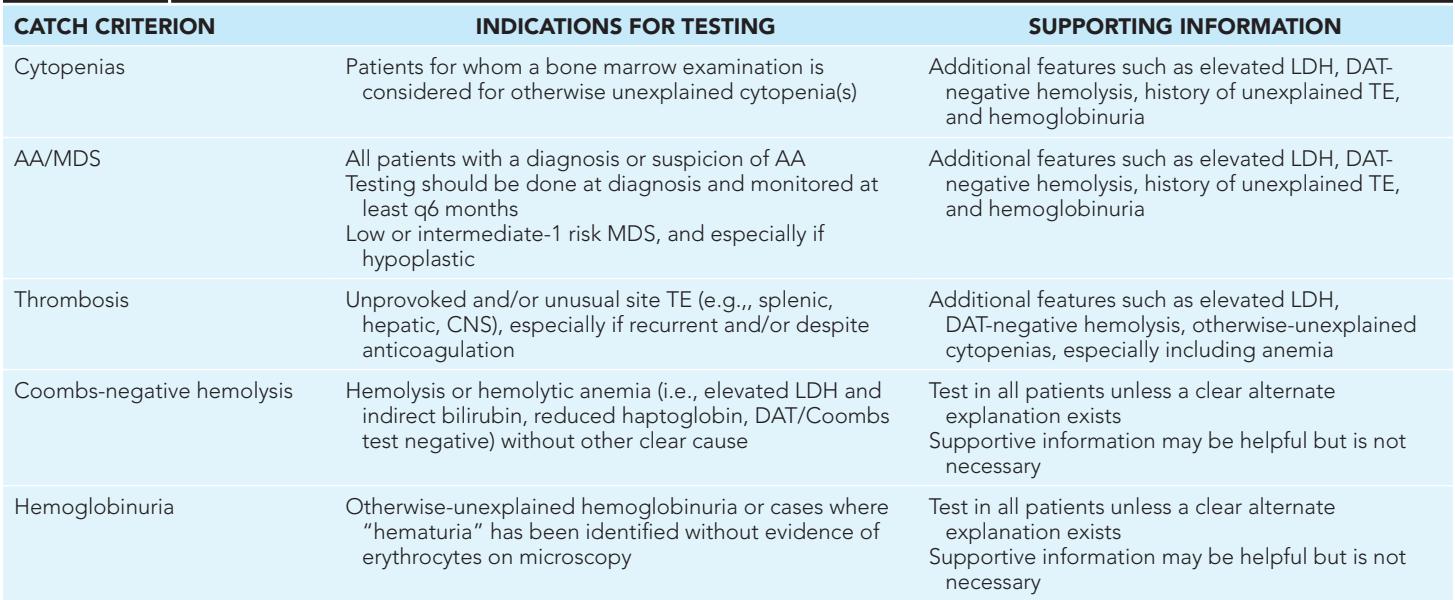 CATCH CRITERION INDICATIONS FOR TESTING SUPPORTING INFORMATION
Cytopenias
Patients for whom a bone marrow examination is
considered for otherwise unexplained cytopenia(s)
Additional features such as elevated LDH, DAT-
negative hemolysis, history of unexplained TE,
and hemoglobinuria
AA/MDS
All patients with a diagnosis or suspicion of AA
Testing should be done at diagnosis and monitored at
least q6 months
Low or intermediate-1 risk MDS, and especially if
hypoplastic
Additional features such as elevated LDH, DAT-
negative hemolysis, history of unexplained TE,
and hemoglobinuria
Thrombosis
Unprovoked and/or unusual site TE (e.g.,, splenic,
hepatic, CNS), especially if recurrent and/or despite
anticoagulation
Additional features such as elevated LDH,
DAT-negative hemolysis, otherwise-unexplained
cytopenias, especially including anemia
Coombs-negative hemolysis
Hemolysis or hemolytic anemia (i.e., elevated LDH and
indirect bilirubin, reduced haptoglobin, DAT/Coombs
test negative) without other clear cause
Test in all patients unless a clear alternate
explanation exists
Supportive information may be helpful but is not
necessary
Hemoglobinuria
Otherwise-unexplained hemoglobinuria or cases where
"hematuria" has been identified without evidence of
erythrocytes on microscopy
Test in all patients unless a clear alternate
explanation exists
Supportive information may be helpful but is not
necessary